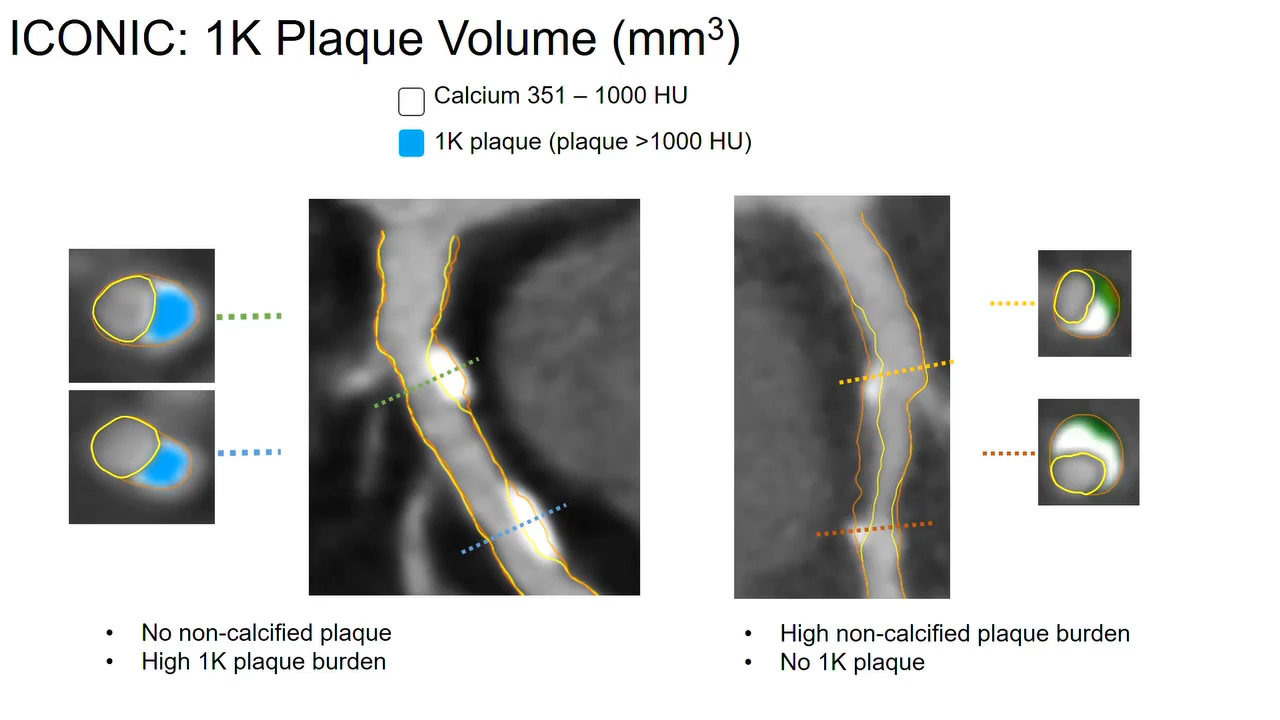 ICONIC: 1K Plaque Volume (mm³)
Calcium 351 – 1000 HU
1K plaque (plaque >1000 HU)
• No non-calcified plaque
• High 1K plaque burden
• High non-calcified plaque burden
• No 1K plaque